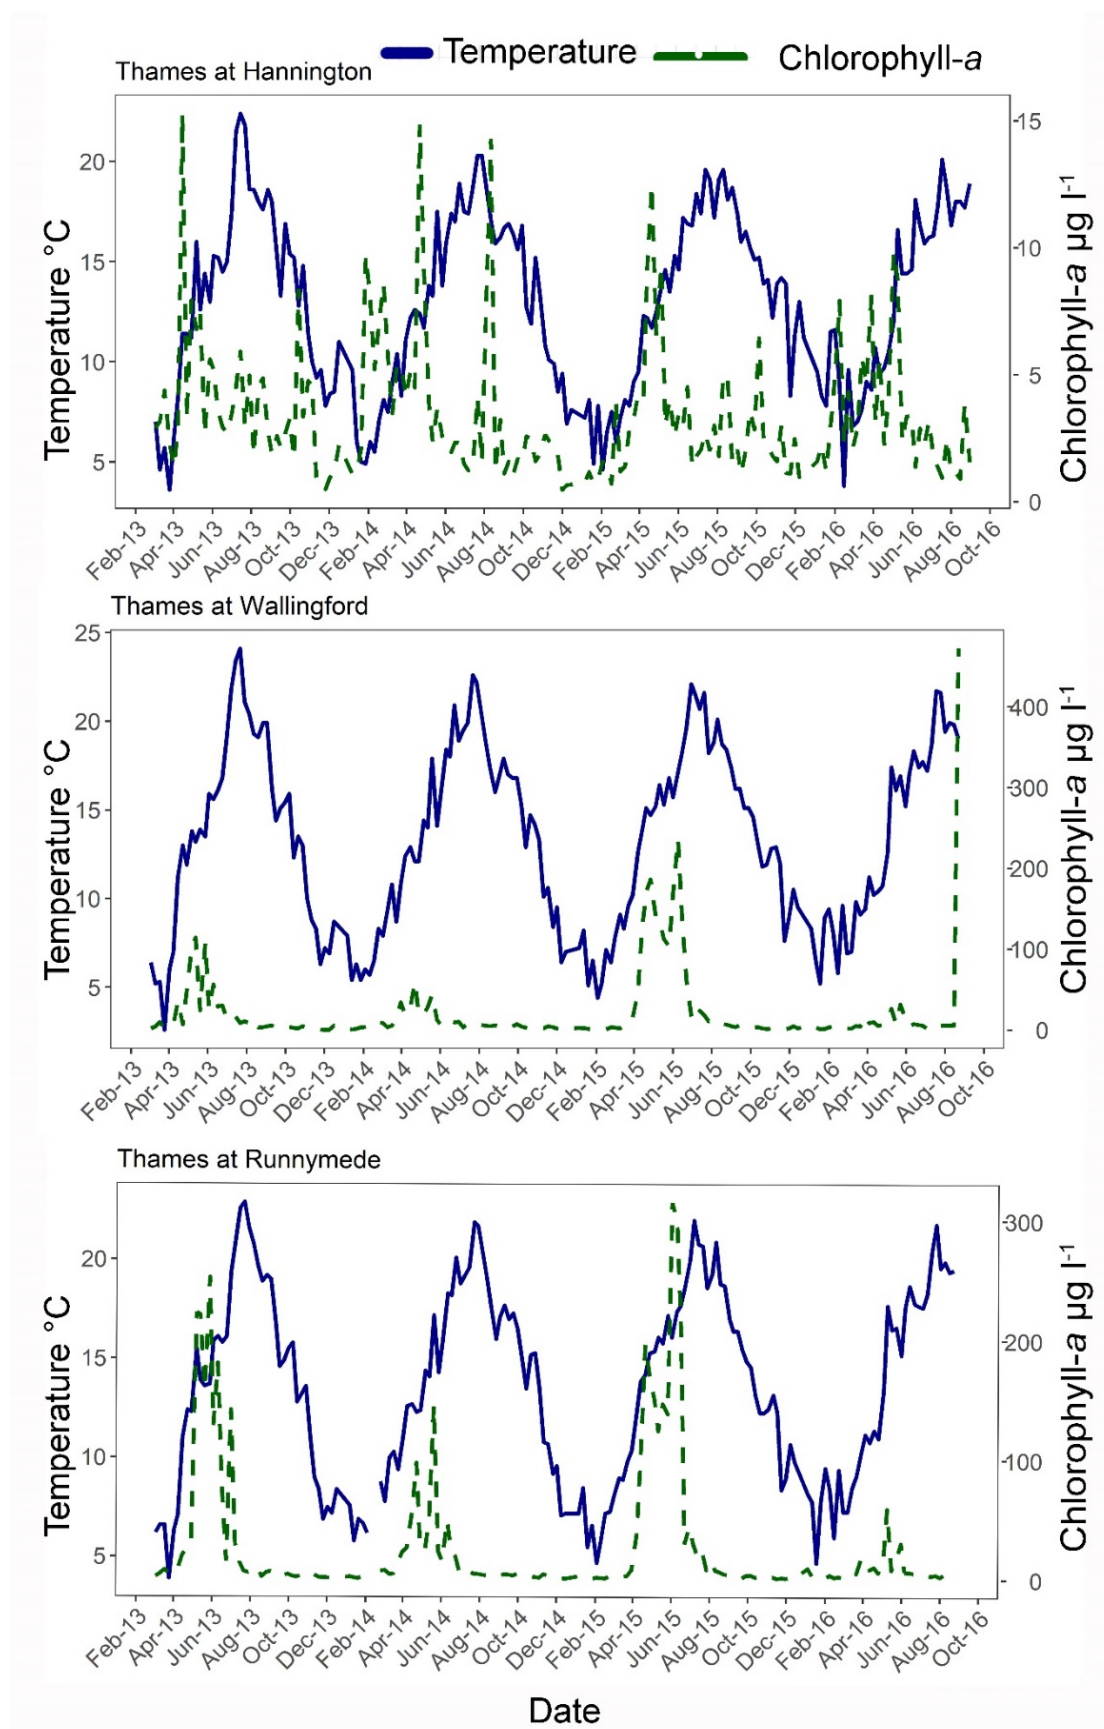 Temperature Chlorophyll-a
Thames at Hannington
Temperature °C
20
15
10
5
15
10
5
0
Chlorophyll-a µg l-1
Feb-13 Apr-13 Jun-13 Aug-13 Oct-13 Dec-13 Feb-14 Apr-14 Jun-14 Aug-14 Oct-14 Dec-14 Feb-15 Apr-15 Jun-15 Aug-15 Oct-15 Dec-15 Feb-16 Apr-16 Jun-16 Aug-16 Oct-16
Thames at Wallingford
Temperature °C
25
20
15
10
5
400
300
200
100
0
Chlorophyll-a µg l-1
Feb-13 Apr-13 Jun-13 Aug-13 Oct-13 Dec-13 Feb-14 Apr-14 Jun-14 Aug-14 Oct-14 Dec-14 Feb-15 Apr-15 Jun-15 Aug-15 Oct-15 Dec-15 Feb-16 Apr-16 Jun-16 Aug-16 Oct-16
Thames at Runnymede
Temperature °C
20
15
10
5
300
200
100
0
Chlorophyll-a µg l-1
Feb-13 Apr-13 Jun-13 Aug-13 Oct-13 Dec-13 Feb-14 Apr-14 Jun-14 Aug-14 Oct-14 Dec-14 Feb-15 Apr-15 Jun-15 Aug-15 Oct-15 Dec-15 Feb-16 Apr-16 Jun-16 Aug-16 Oct-16
Date